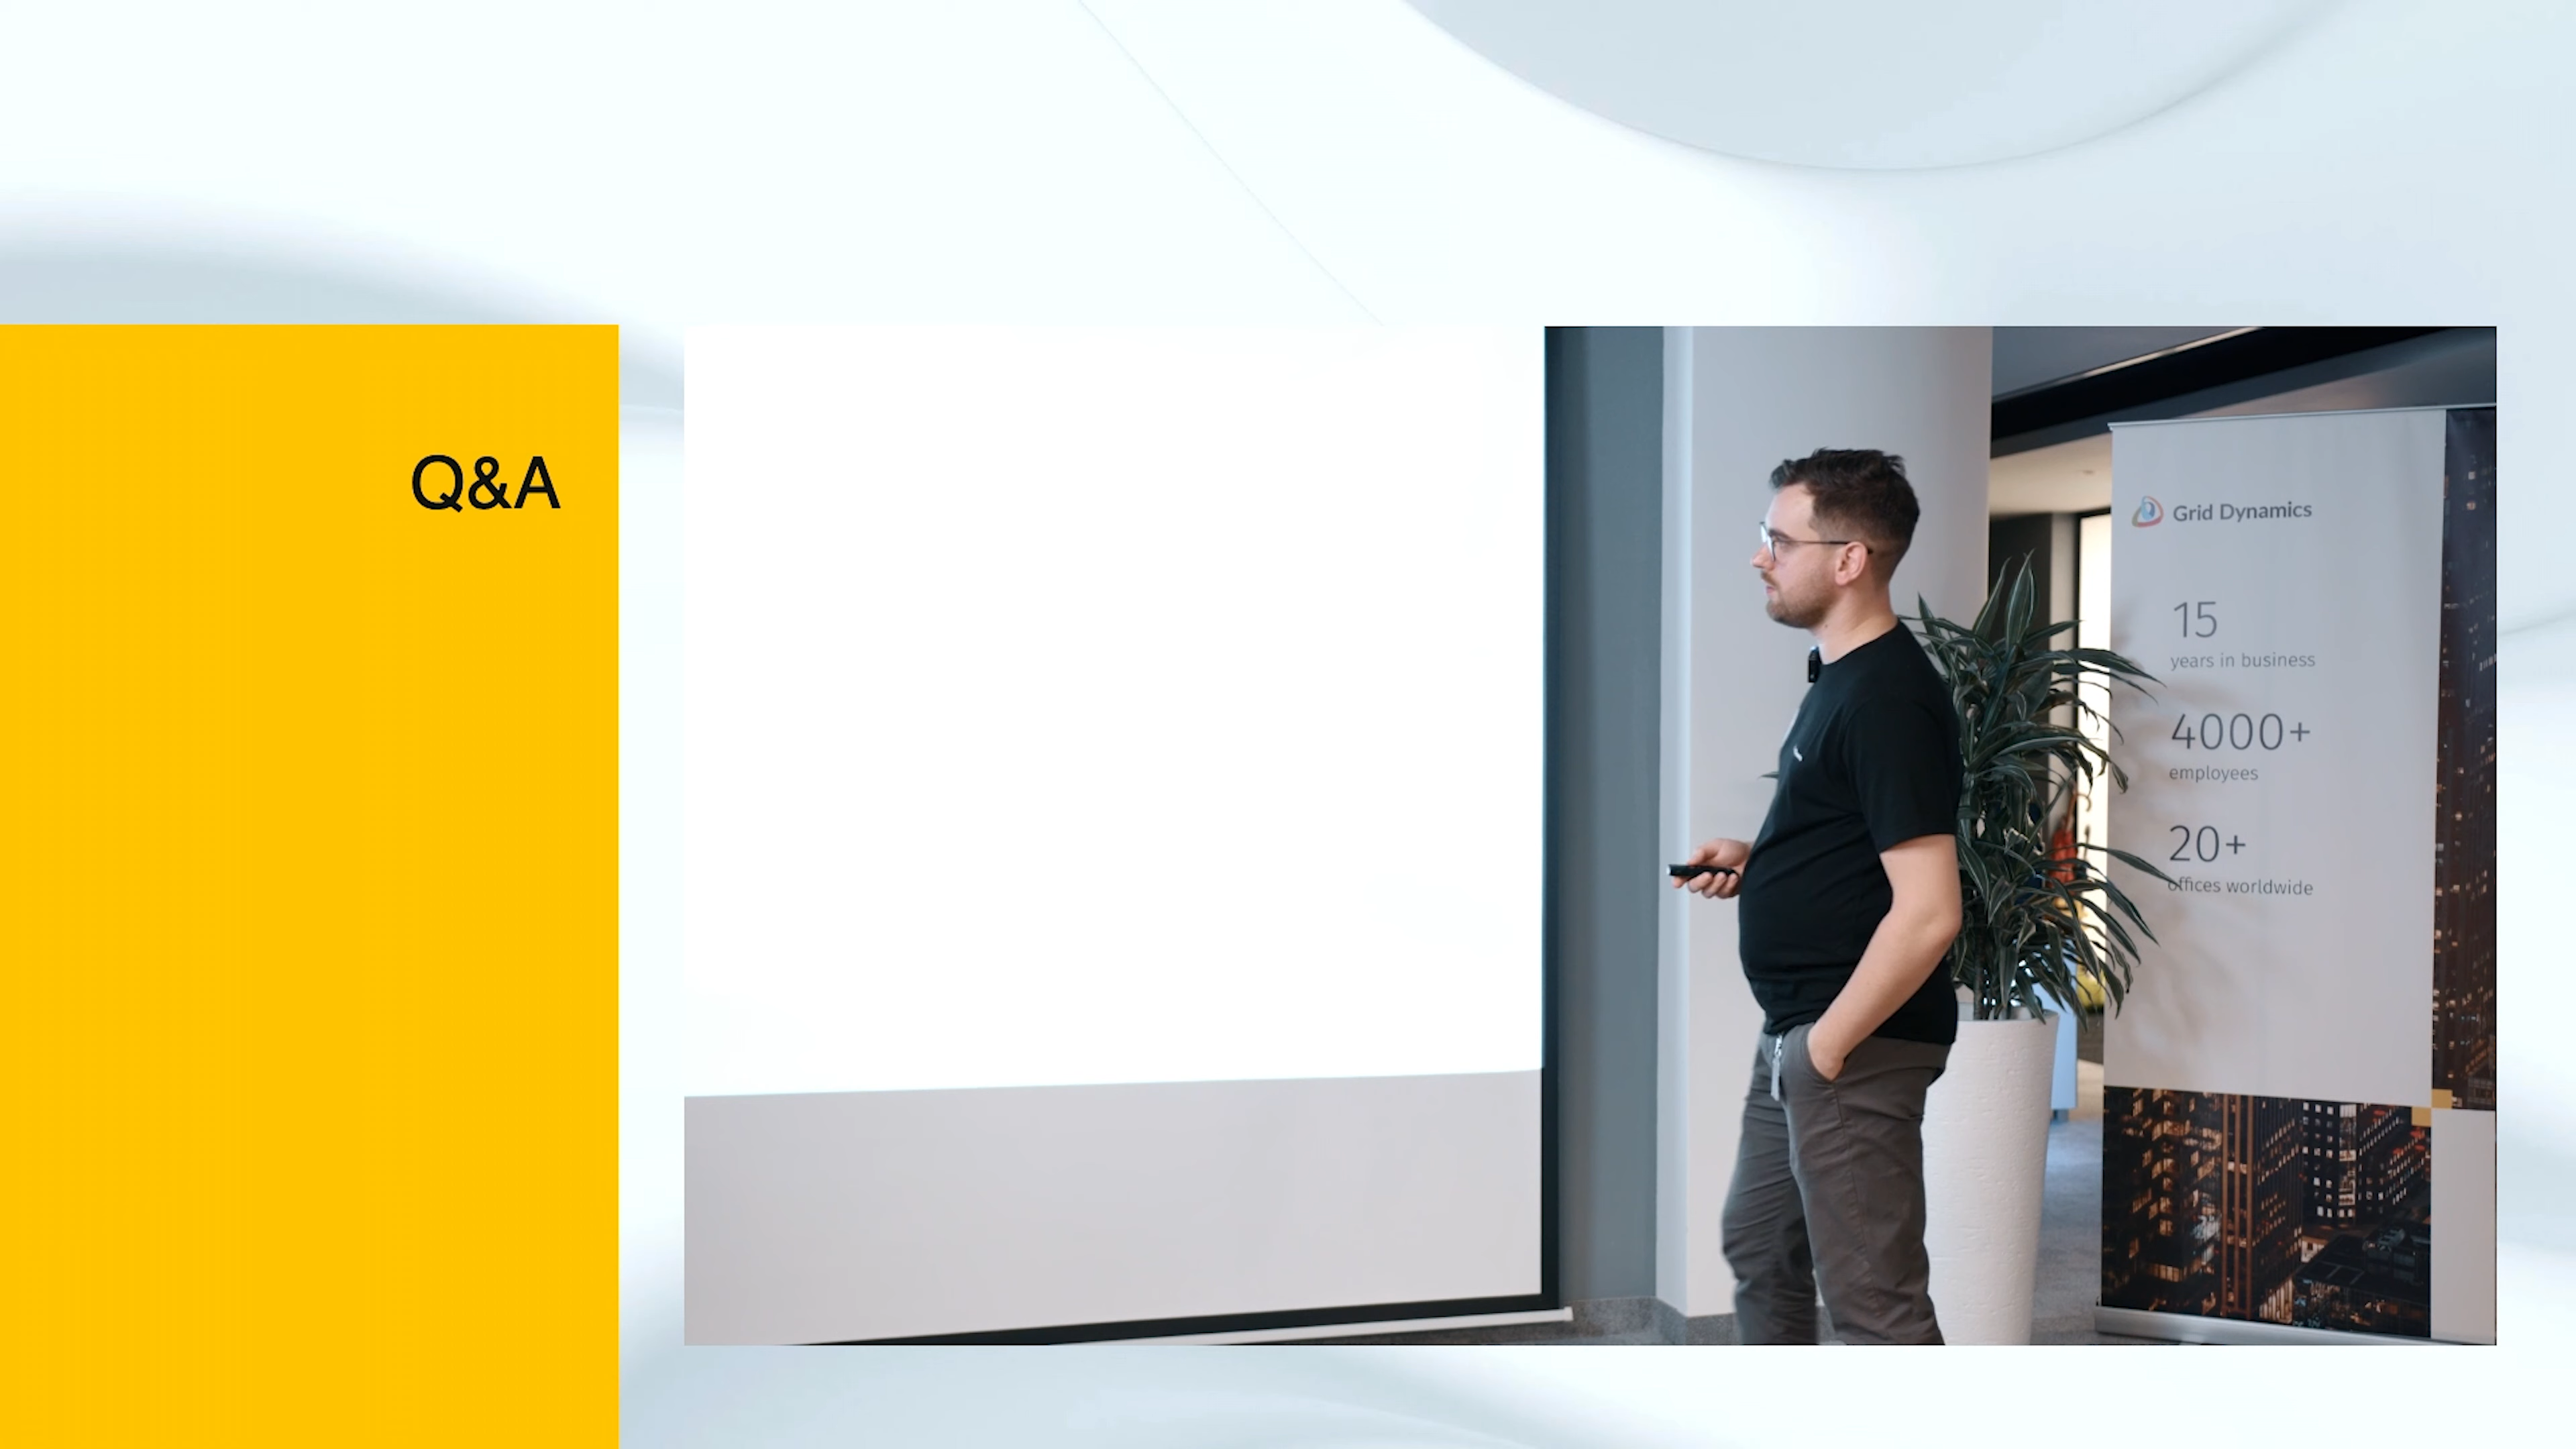 Q&A
Grid Dynamics
15
years in business
4000+
employees
20+
offices worldwide